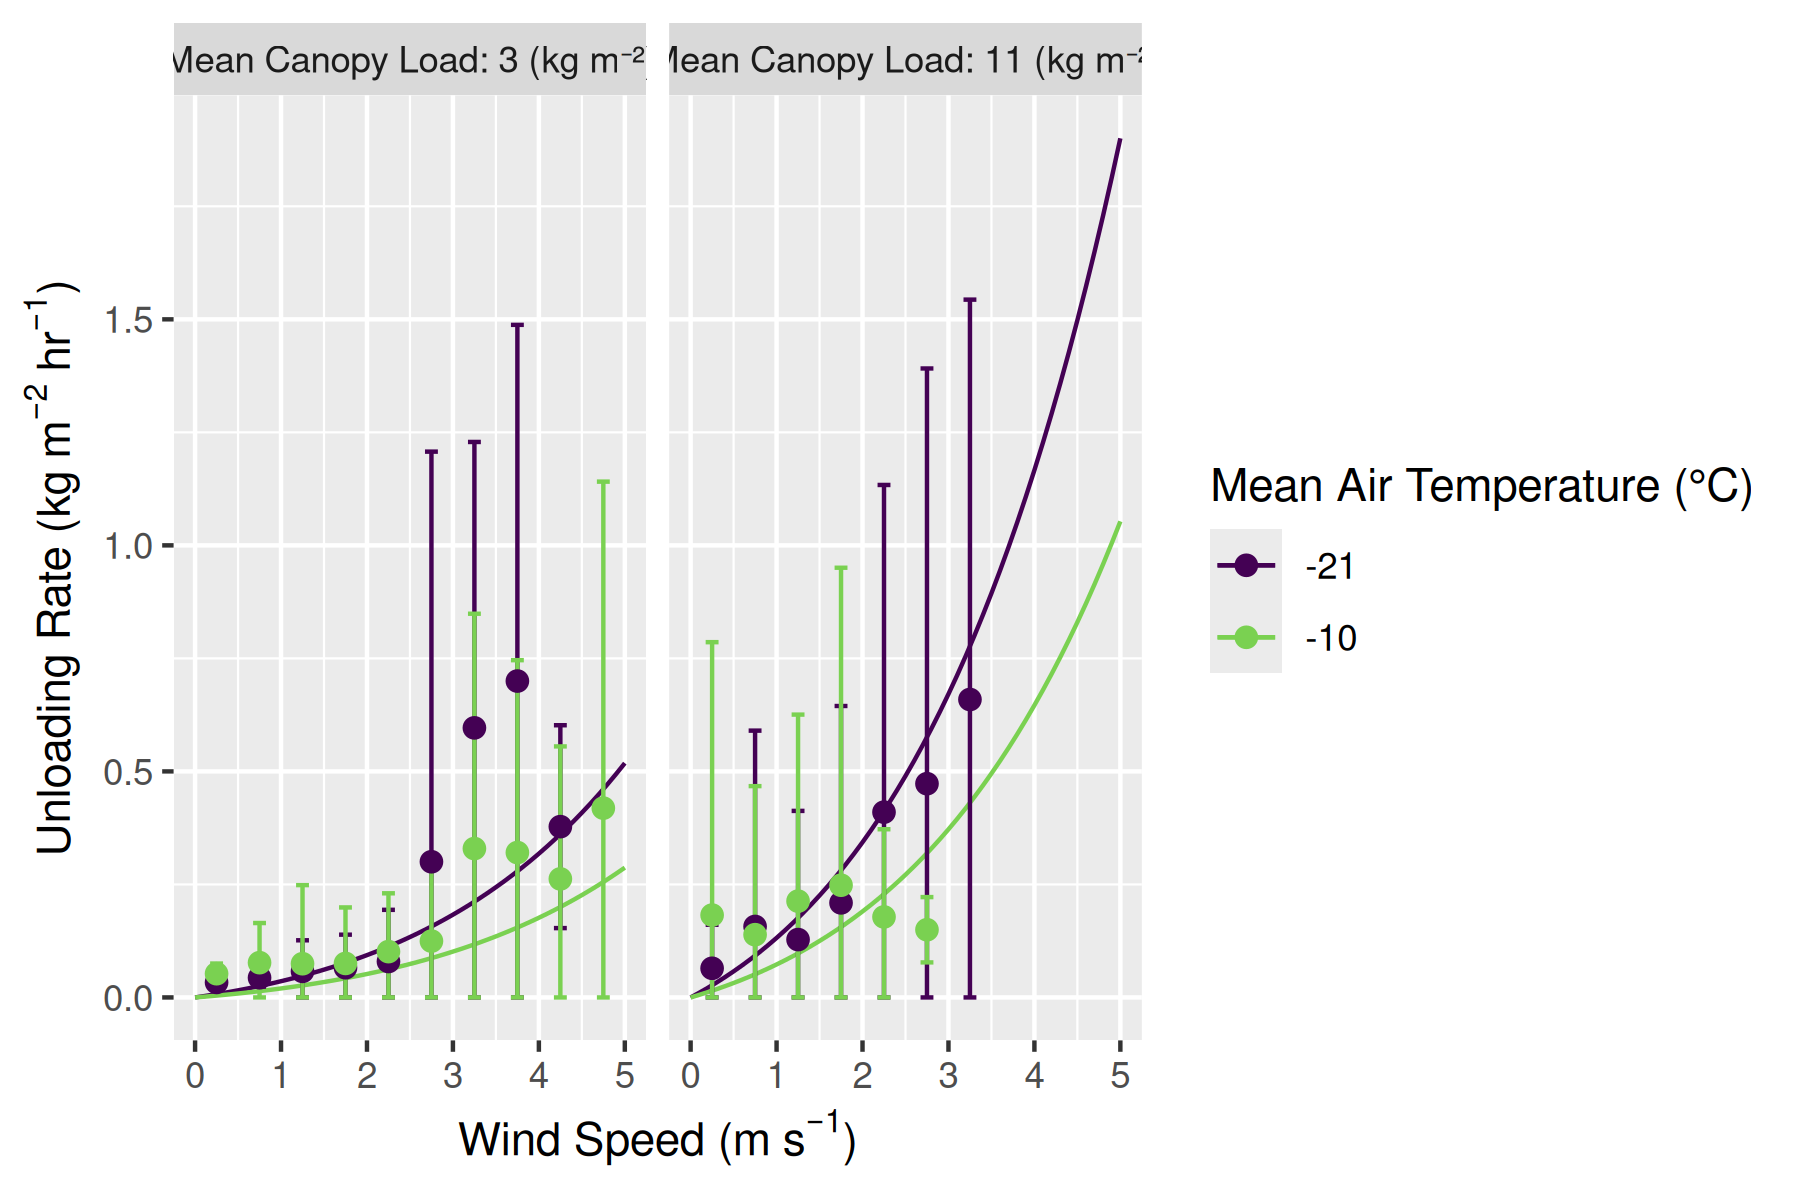 Mean Canopy Load: 3 (kg m⁻²)
Mean Canopy Load: 11 (kg m⁻²
Unloading Rate (kg m⁻² hr⁻¹)
1.5
1.0
0.5
0.0
0 1 2 3 4 5
0 1 2 3 4 5
Wind Speed (m s⁻¹)
Mean Air Temperature (°C)
-21
-10